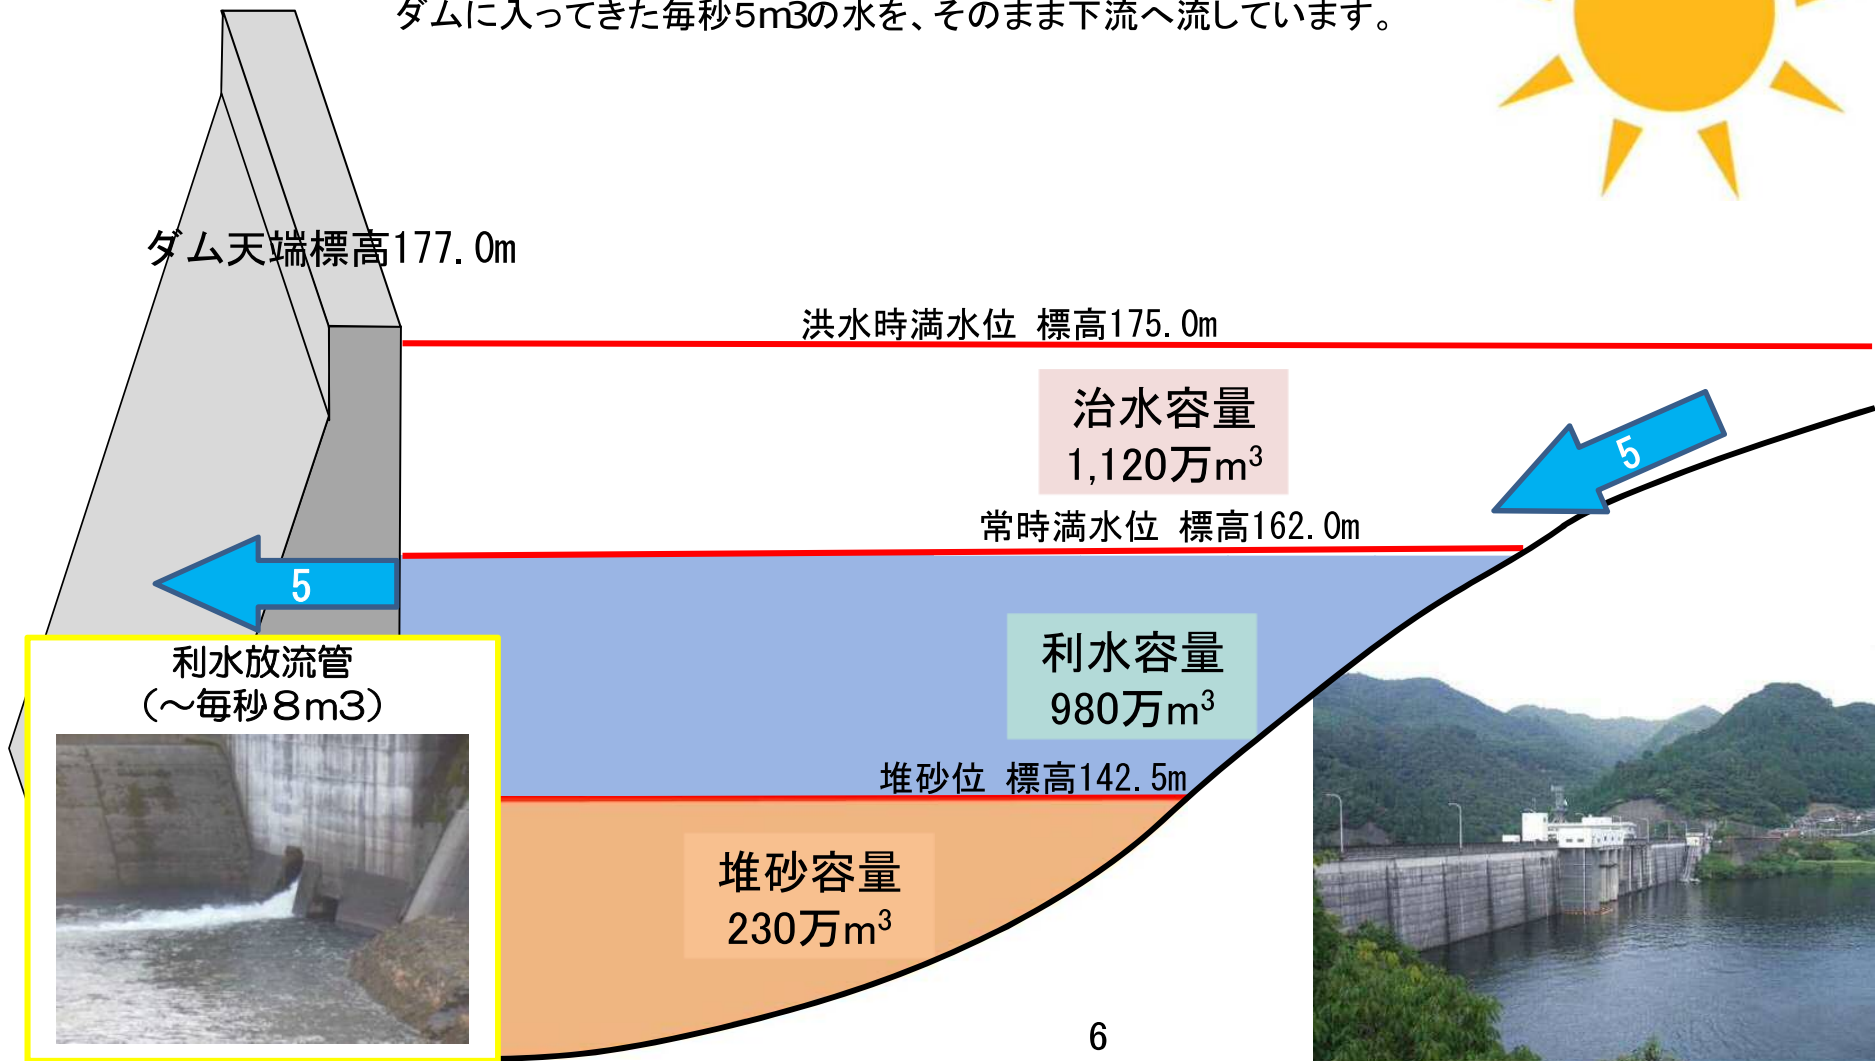 ダムに入ってきた毎秒5m3の水を、そのまま下流へ流しています。
ダム天端標高177.0m
洪水時満水位 標高175.0m
治水容量
1,120万m³
5
常時満水位 標高162.0m
5
利水放流管
(～毎秒8m3)
利水容量
980万m³
堆砂位 標高142.5m
堆砂容量
230万m³
6